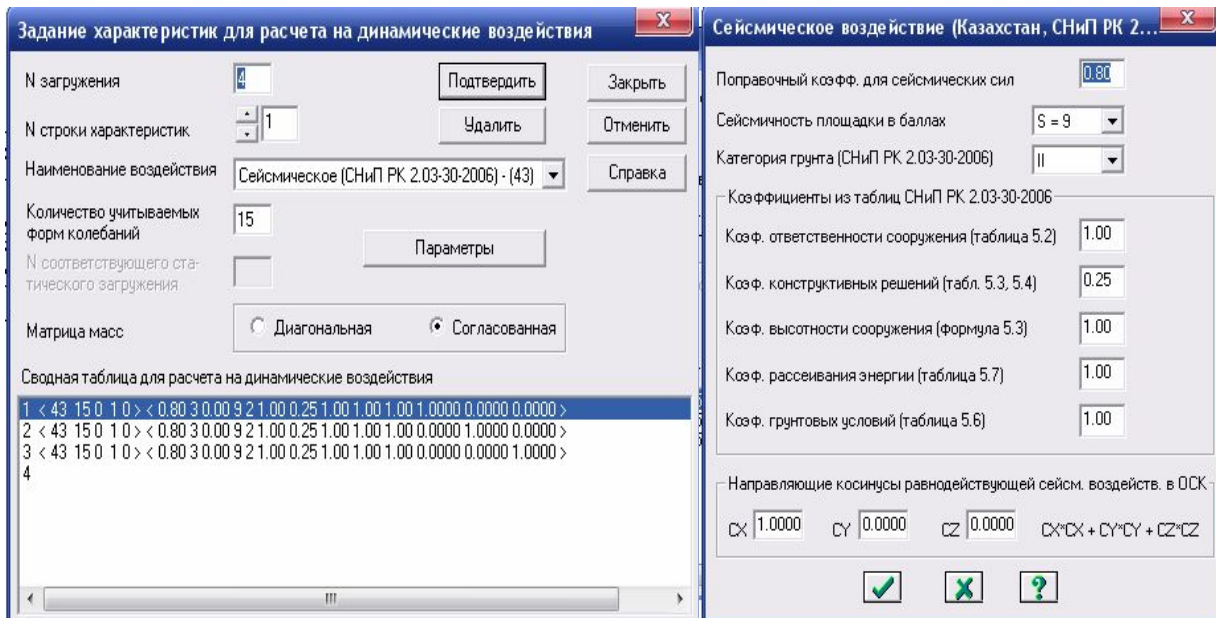 Задание характеристик для расчета на динамические воздействия
N загружения
4
Подтвердить
Закрыть
N строки характеристик
1
Удалить
Отменить
Наименование воздействия
Сейсмическое (СНиП РК 2.03-30-2006) - (43)
Справка
Количество учитываемых
форм колебаний
15
Параметры
N соответствующего ста-
тического загружения
Матрица масс
Диагональная
Согласованная
Сводная таблица для расчета на динамические воздействия
1 < 43 15 0 1 0 > < 0.80 3 0.00 9 2 1.00 0.25 1.00 1.00 1.00 1.0000 0.0000 0.0000 >
2 < 43 15 0 1 0 > < 0.80 3 0.00 9 2 1.00 0.25 1.00 1.00 1.00 0.0000 1.0000 0.0000 >
3 < 43 15 0 1 0 > < 0.80 3 0.00 9 2 1.00 0.25 1.00 1.00 1.00 0.0000 0.0000 1.0000 >
4
Сейсмическое воздействие (Казахстан, СНиП РК 2...
Поправочный коэфф. для сейсмических сил
0.80
Сейсмичность площадки в баллах
S = 9
Категория грунта (СНиП РК 2.03-30-2006)
II
Коэффициенты из таблиц СНиП РК 2.03-30-2006
Коэф. ответственности сооружения (таблица 5.2)
1.00
Коэф. конструктивных решений (табл. 5.3, 5.4)
0.25
Коэф. высотности сооружения (формула 5.3)
1.00
Коэф. рассеивания энергии (таблица 5.7)
1.00
Коэф. грунтовых условий (таблица 5.6)
1.00
Направляющие косинусы равнодействующей сейсм. воздейств. в ОСК
CX 1.0000 CY 0.0000 CZ 0.0000 CX*CX + CY*CY + CZ*CZ
?